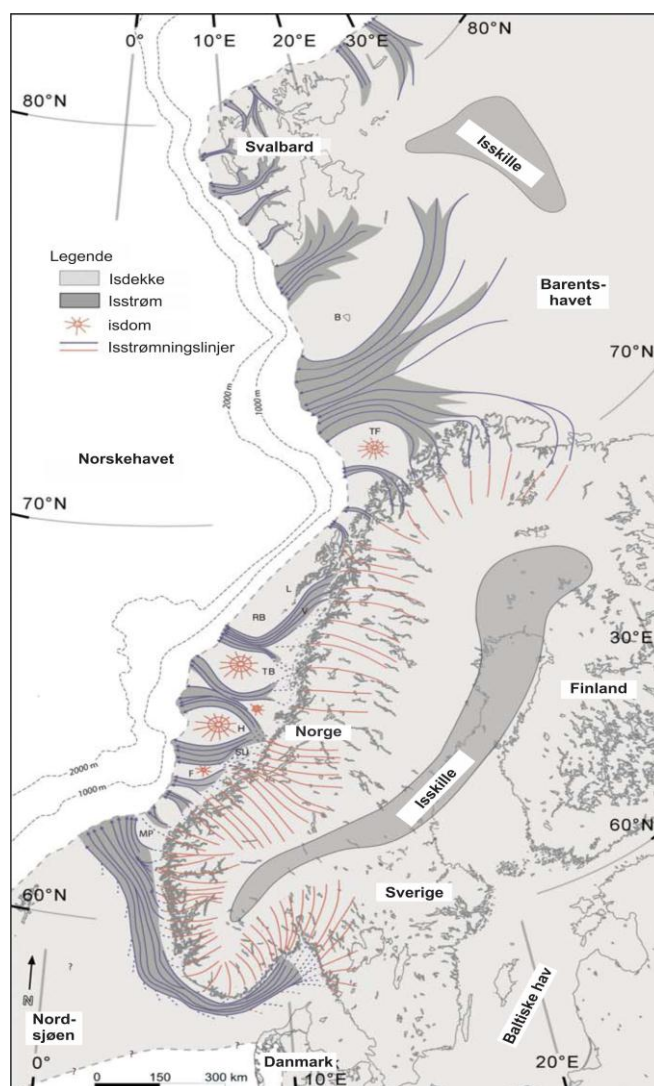 0°
10°E
20°E
30°E
80°N
80°N
Svalbard
Isskille
Legende
Isdekke
Isstrøm
isdom
Isstrømningslinjer
Barents-
havet
B
70°N
2000 m
1000 m
TF
Norskehavet
70°N
L
V
RB
TB
30°E
Finland
H
Norge
SU
2000 m
F
1000 m
Isskille
MP
60°N
60°N
Sverige
?
N
Baltiske hav
Nord-
sjøen
?
?
Danmark
0°
20°E
0 150 300 km
10°E